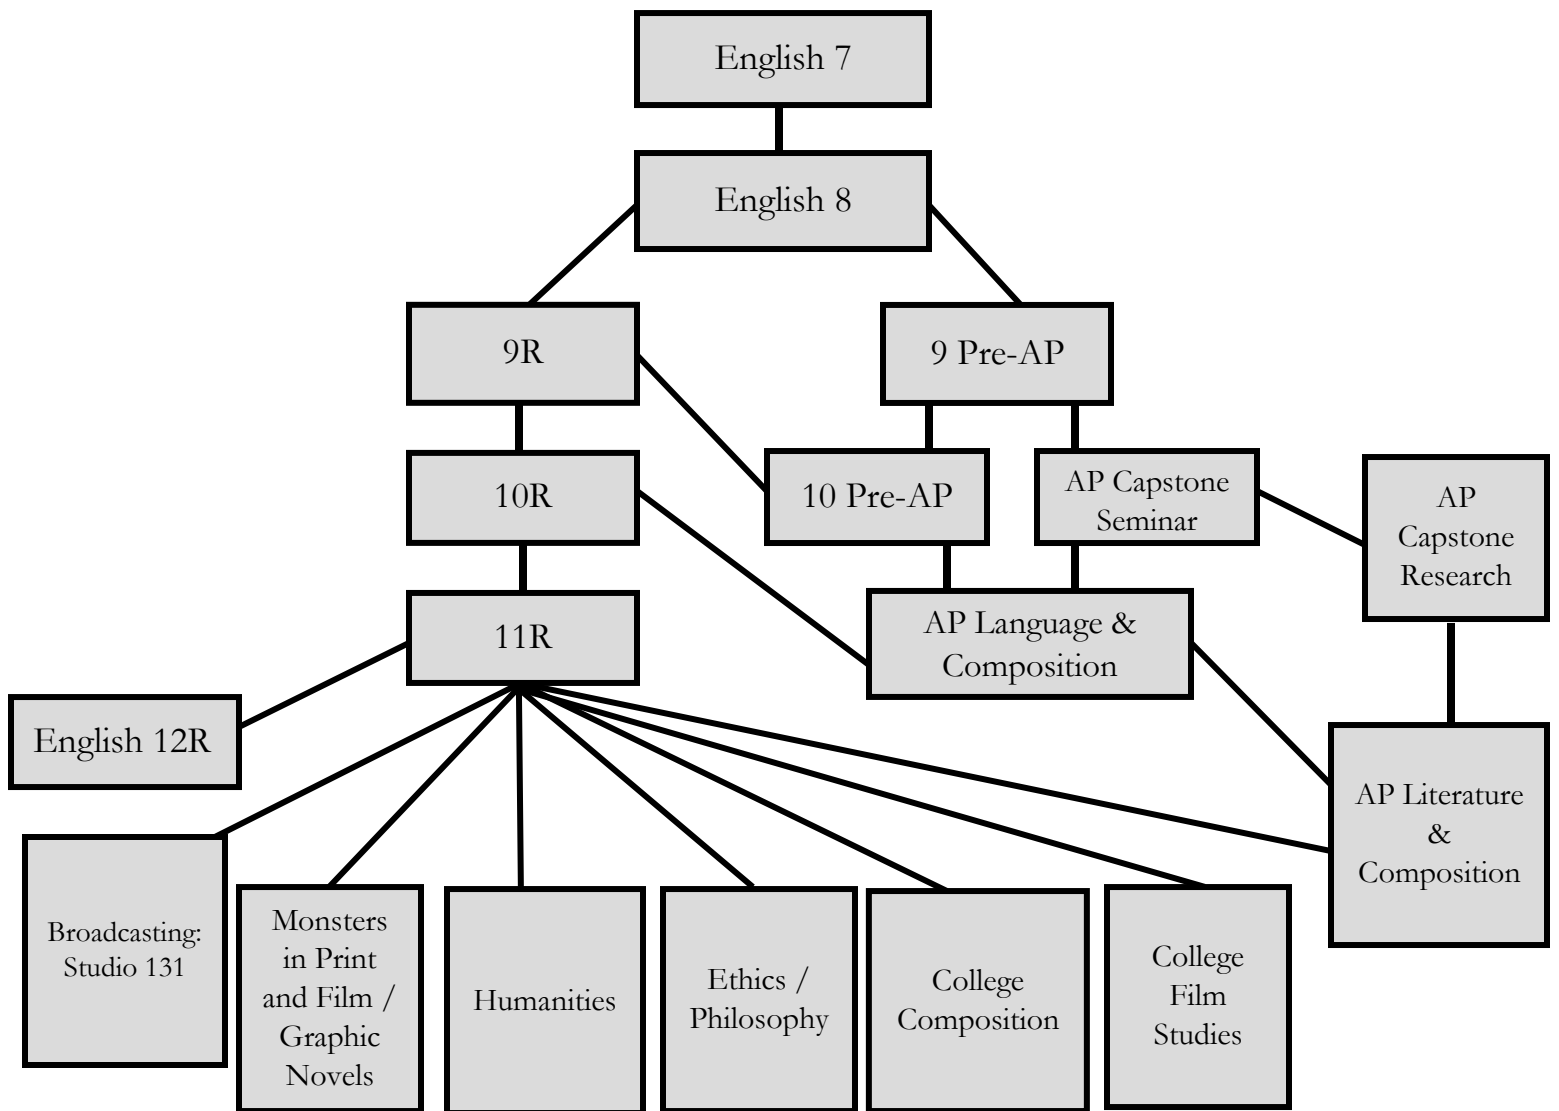 English 7
English 8
9R
9 Pre-AP
10R
10 Pre-AP
AP Capstone
Seminar
AP
Capstone
Research
11R
AP Language &
Composition
English 12R
AP Literature
&
Composition
Broadcasting:
Studio 131
Monsters
in Print
and Film /
Graphic
Novels
Humanities
Ethics /
Philosophy
College
Composition
College
Film
Studies